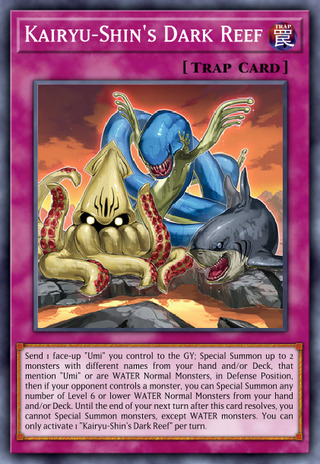 Kairyu-Shin's Dark Reef
TRAP
罠
[Trap Card]
Send 1 face-up "Umi" you control to the GY; Special Summon up to 2
monsters with different names from your hand and/or Deck, that
mention "Umi" or are WATER Normal Monsters, in Defense Position,
then if your opponent controls a monster, you can Special Summon any
number of Level 6 or lower WATER Normal Monsters from your hand
and/or Deck. Until the end of your next turn after this card resolves, you
cannot Special Summon monsters, except WATER monsters. You can
only activate 1 "Kairyu-Shin's Dark Reef" per turn.